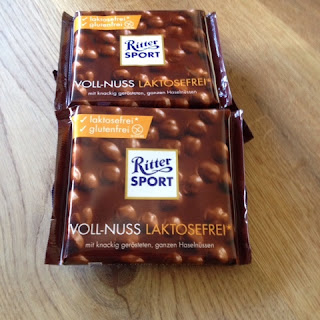 ✓ laktosefrei*
✓ glutenfrei
Ritter
SPORT
VOLL-NUSS LAKTOSEFREI*
mit knackig gerösteten, ganzen Haselnüssen
✓ laktosefrei*
✓ glutenfrei
Ritter
SPORT
VOLL-NUSS LAKTOSEFREI*
mit knackig gerösteten, ganzen Haselnüssen